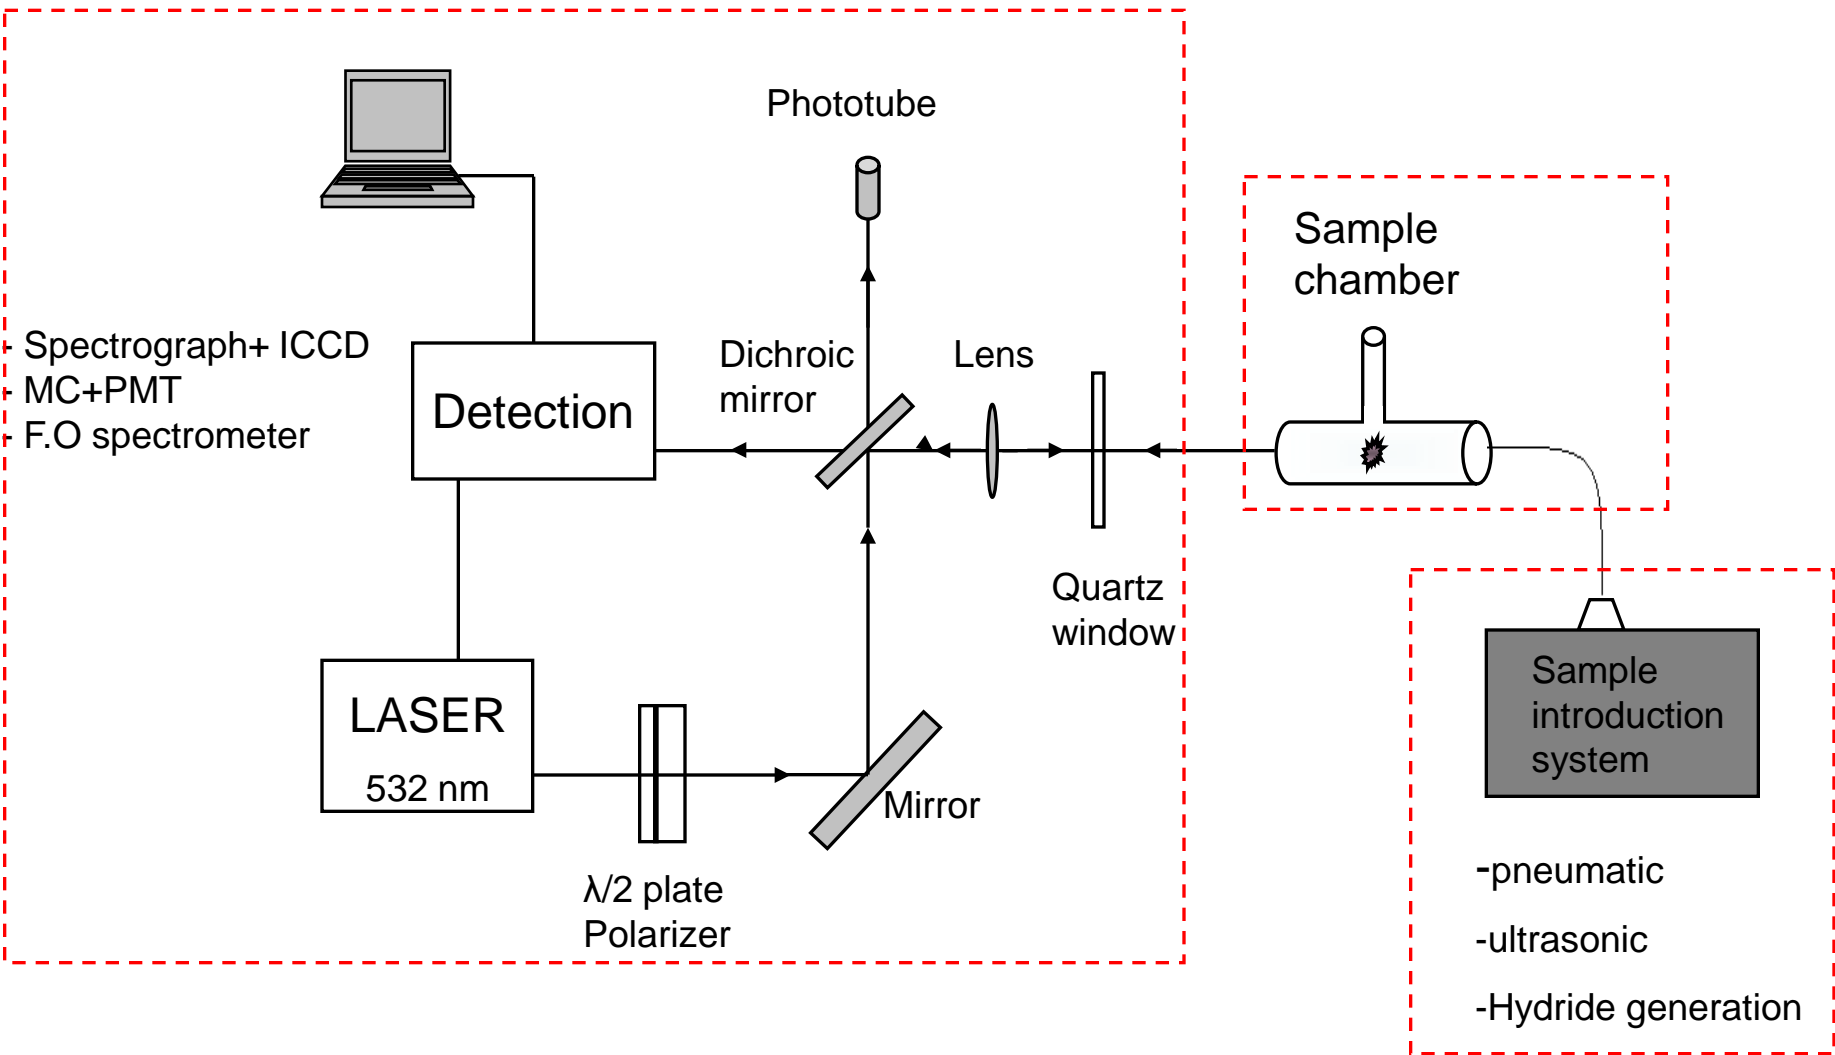 Phototube
Sample
chamber
- Spectrograph+ ICCD
- MC+PMT
- F.O spectrometer
Detection
Dichroic
mirror
Lens
Quartz
window
LASER
532 nm
Mirror
λ/2 plate
Polarizer
Sample
introduction
system
-pneumatic
-ultrasonic
-Hydride generation